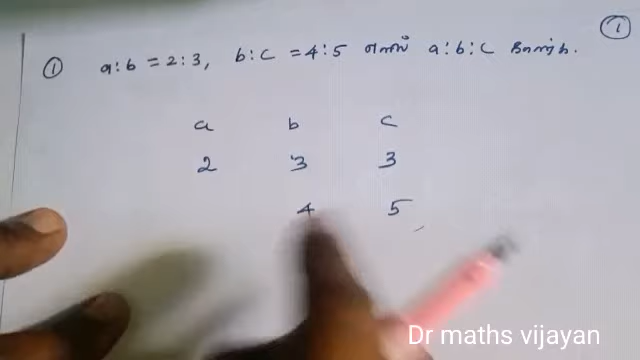 ①
① a:b = 2:3, b:c = 4:5 எனில் a:b:c காண்க.
a b c
2 3 3
4 5
Dr maths vijayan